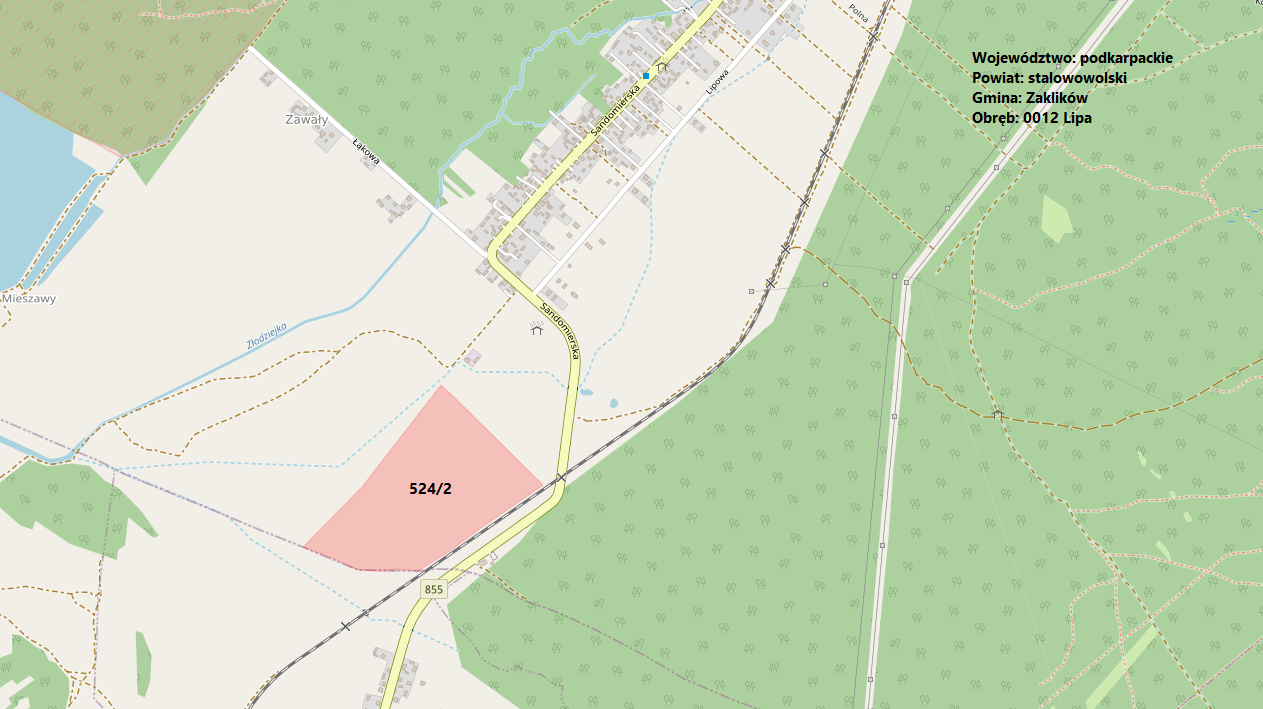 Polna
Województwo: podkarpackie
Powiat: stalowowolski
Gmina: Zaklików
Obręb: 0012 Lipa
Lipowa
Sandomierska
Zawały
Łąkowa
Mieszawy
Złodziejka
Sandomierska
524/2
855